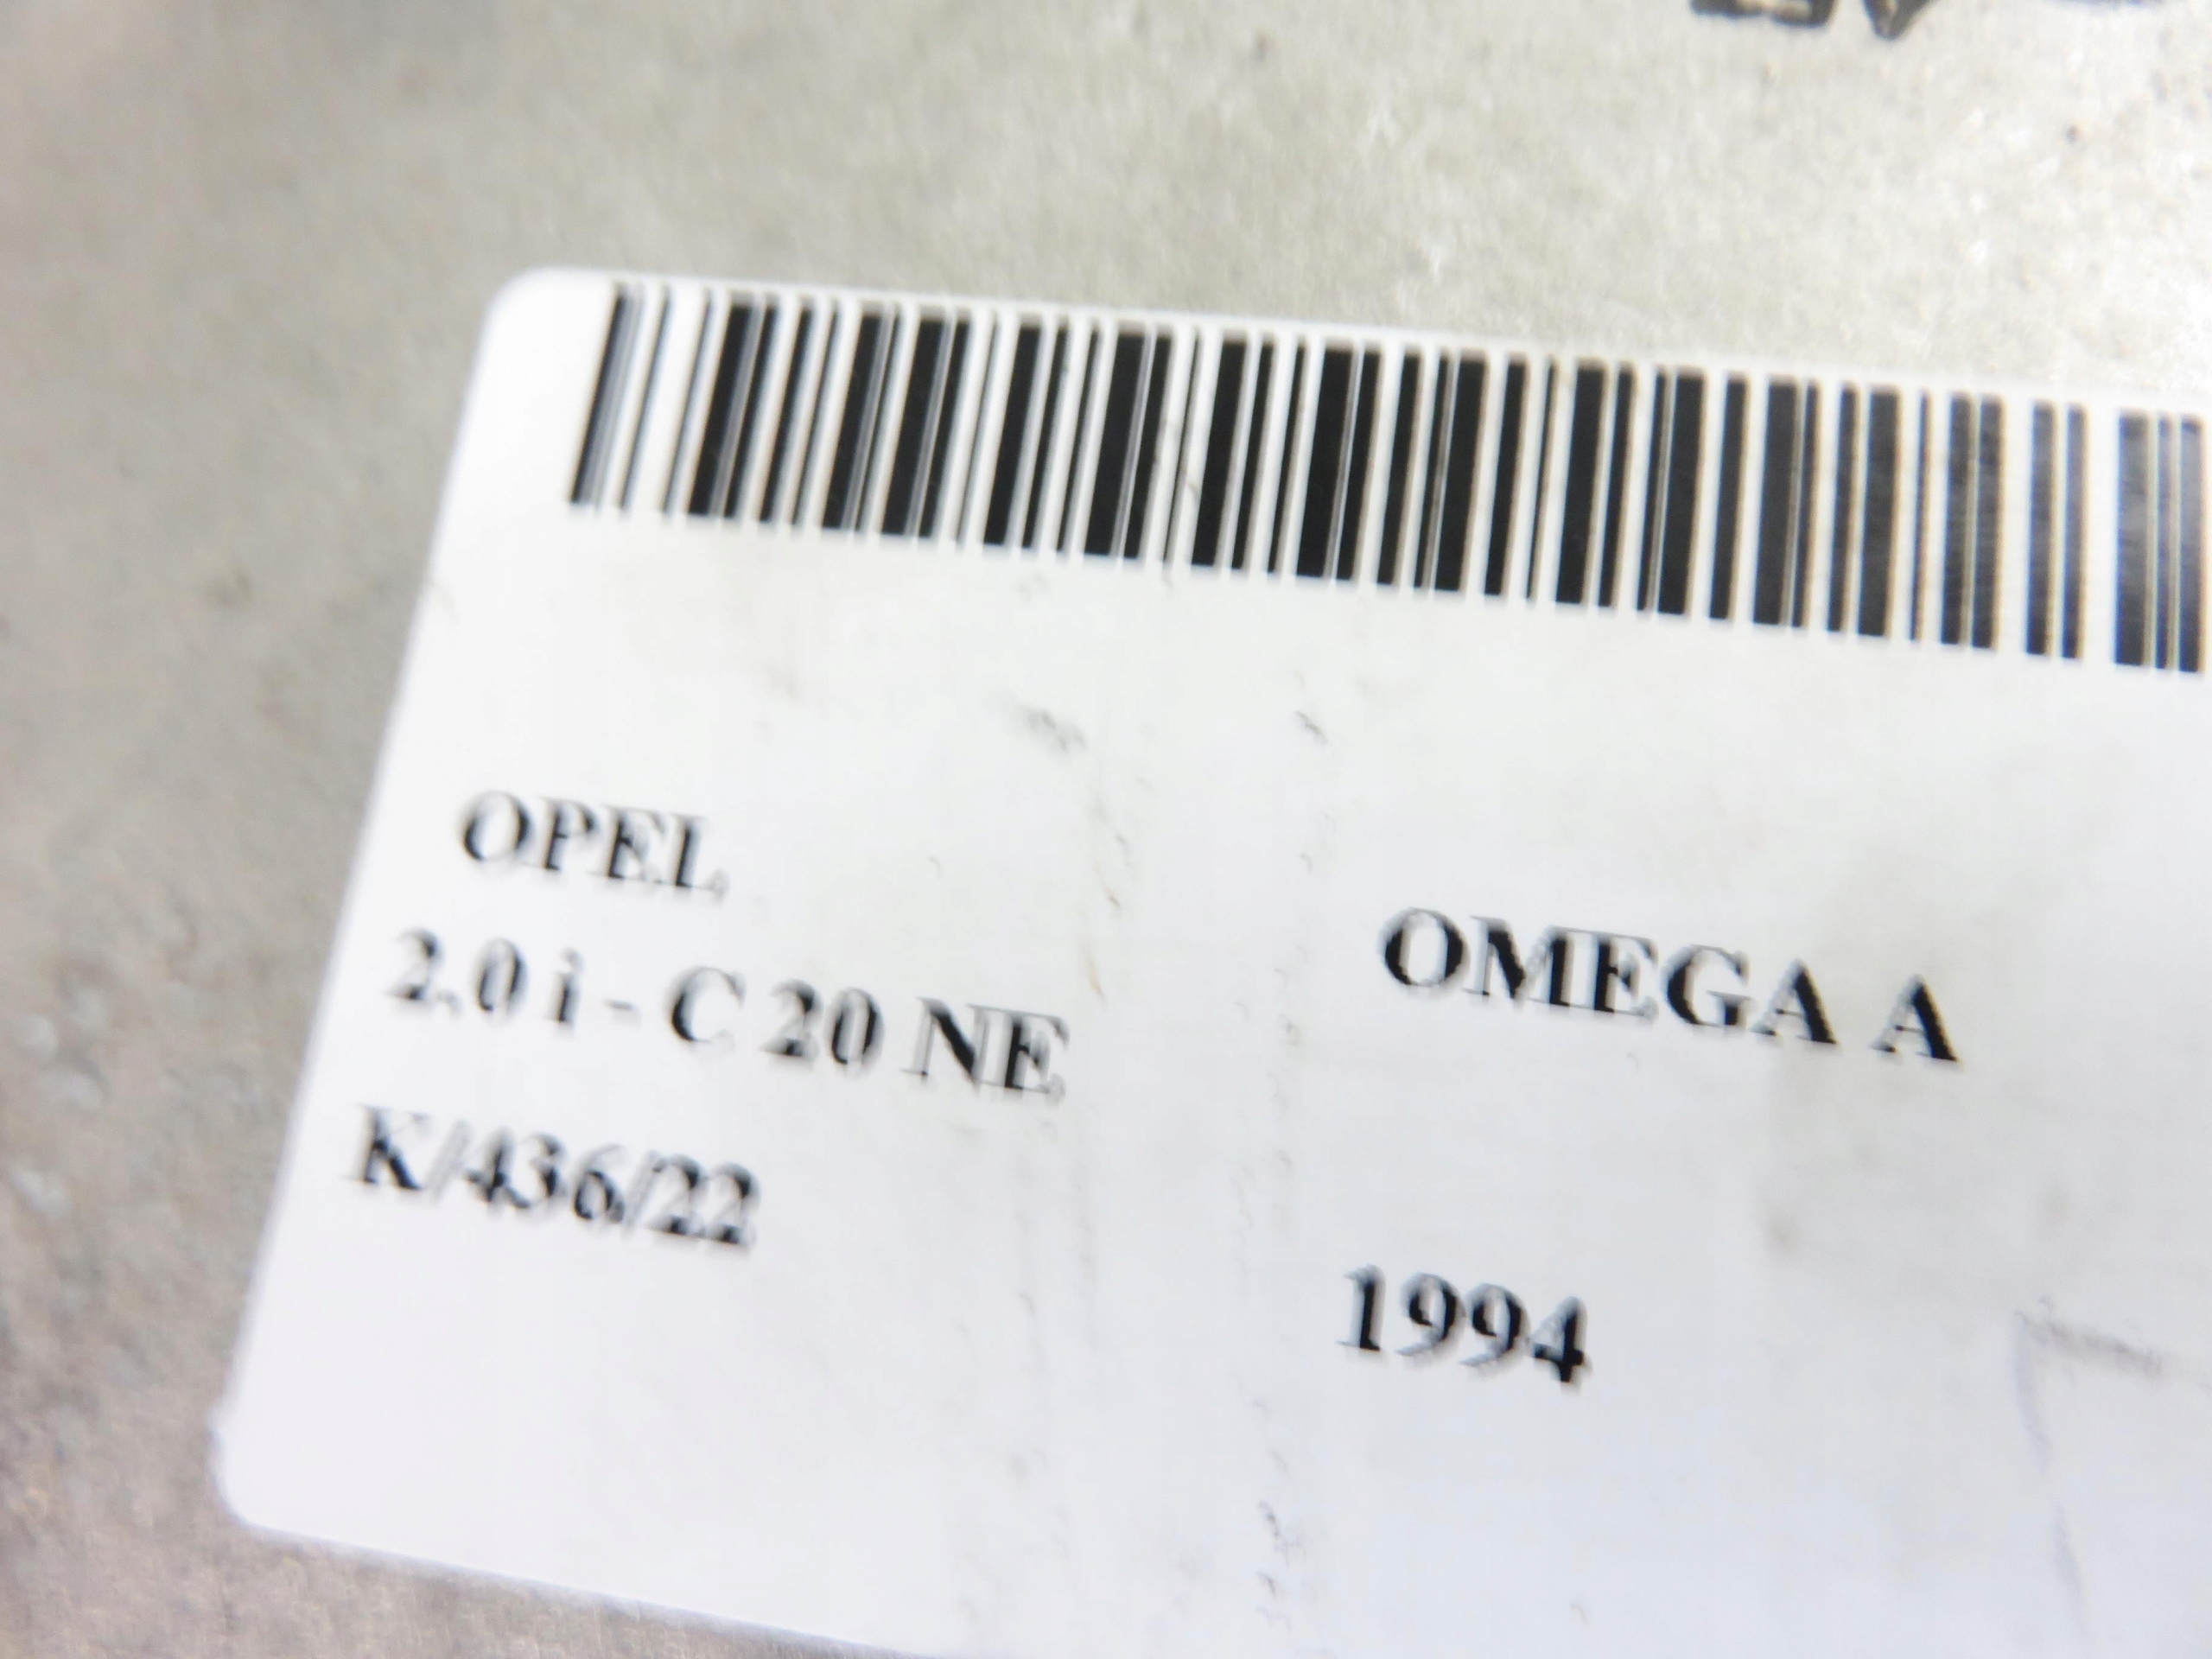 OPEL OMEGA A
2.0 i - C 20 NE
K/436/22 1994